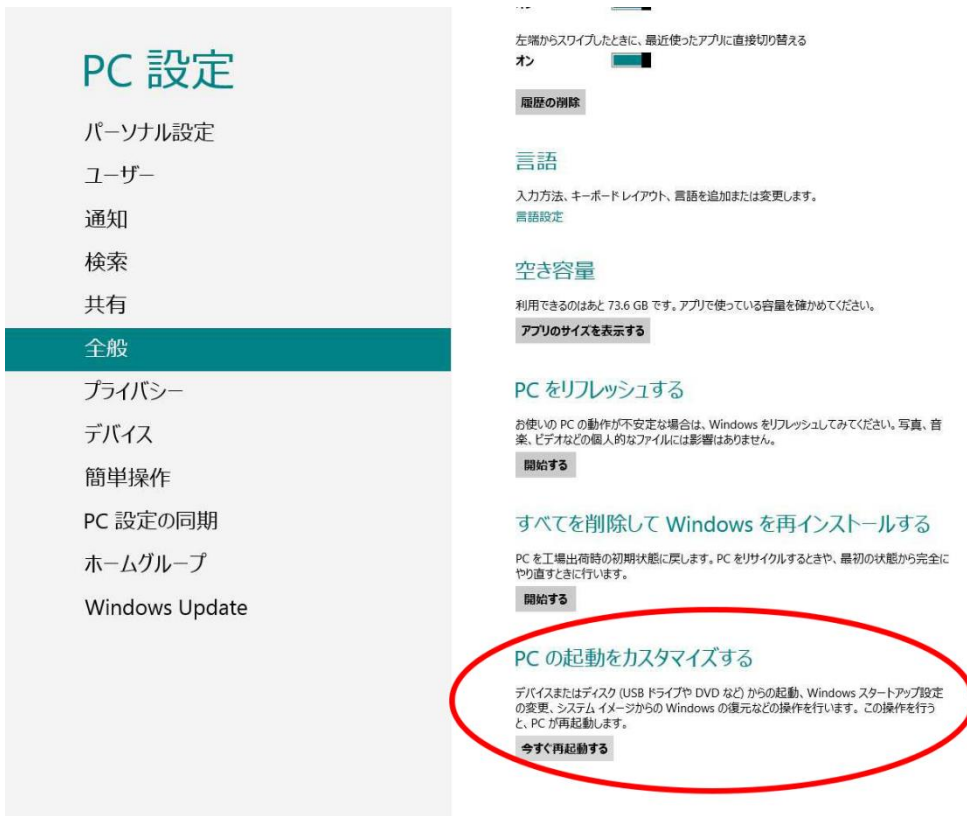 PC 設定
パーソナル設定
ユーザー
通知
検索
共有
全般
プライバシー
デバイス
簡単操作
PC 設定の同期
ホームグループ
Windows Update
左端からスワイプしたときに、最近使ったアプリに直接切り替える
オン
履歴の削除
言語
入力方法、キーボード レイアウト、言語を追加または変更します。
言語設定
空き容量
利用できるのはあと 73.6 GB です。アプリで使っている容量を確かめてください。
アプリのサイズを表示する
PC をリフレッシュする
お使いの PC の動作が不安定な場合は、Windows をリフレッシュしてみてください。写真、音
楽、ビデオなどの個人的なファイルには影響はありません。
開始する
すべてを削除して Windows を再インストールする
PC を工場出荷時の初期状態に戻します。PC をリサイクルするときや、最初の状態から完全に
やり直すときに行います。
開始する
PC の起動をカスタマイズする
デバイスまたはディスク (USB ドライブや DVD など) からの起動、Windows スタートアップ設定
の変更、システム イメージからの Windows の復元などの操作を行います。この操作を行う
と、PC が再起動します。
今すぐ再起動する